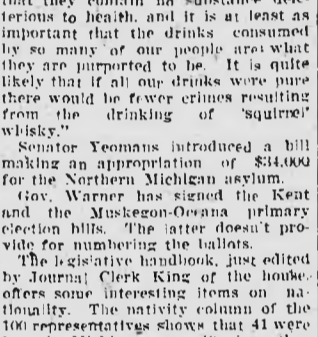 that they contain no substance dele-
terious to health, and it is at least as
important that the drinks consumed
by so many of our people are what
they are purported to be. It is quite
likely that if all our drinks were pure
there would be fewer crimes resulting
from the drinking of 'squirrel'
whisky."
Senator Yeomans introduced a bill
making an appropriation of $34,000
for the Northern Michigan asylum.
Gov. Warner has signed the Kent
and the Muskegon-Oceana primary
election bills. The latter doesn't pro-
vide for numbering the ballots.
The legislative handbook, just edited
by Journal Clerk King of the house,
offers some interesting items on na-
tionality. The nativity column of the
100 representatives shows that 41 were